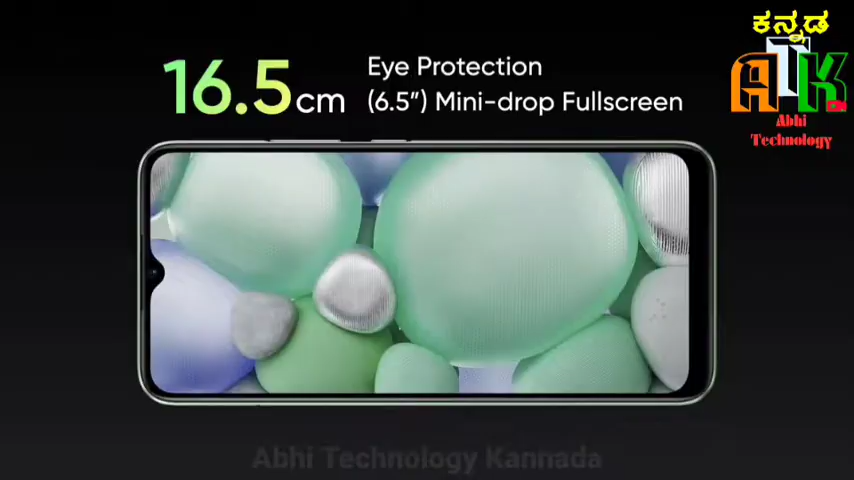 16.5cm
Eye Protection
(6.5”) Mini-drop Fullscreen
ಕನ್ನಡ
ATK
Abhi
Technology
Abhi Technology Kannada